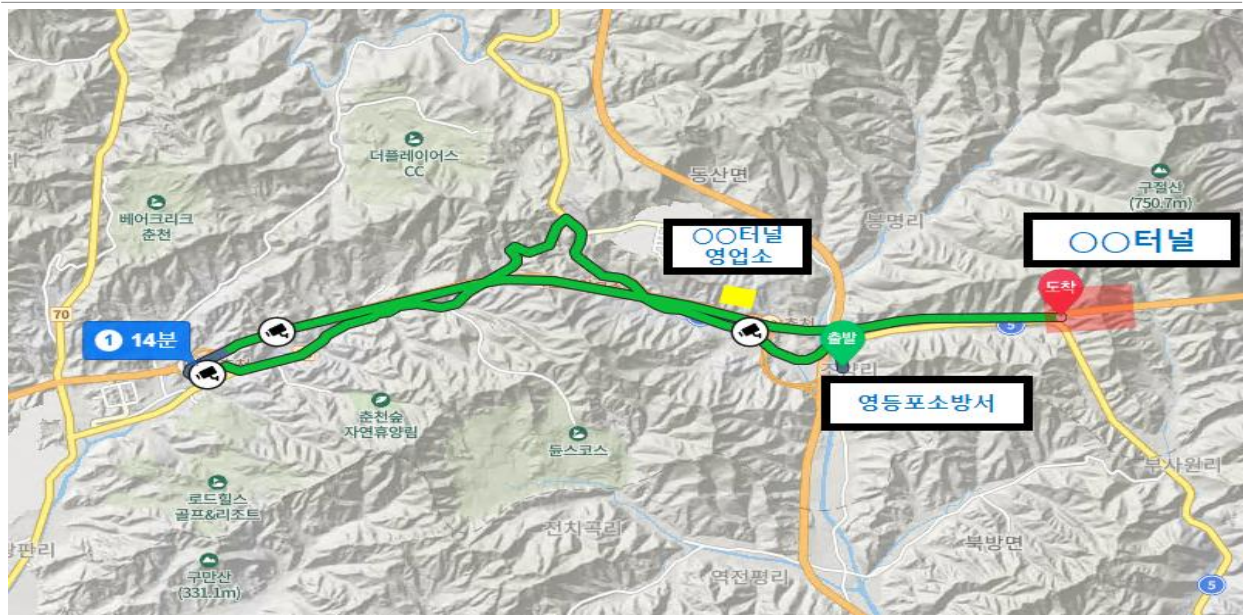 더플레이어스
CC
동산면
구절산
(750.7m)
베어크리크
춘천
봉명리
○○터널
영업소
○○터널
도착
70
1 14분
출발
5
조양리
영등포소방서
춘천숲
자연휴양림
듄스코스
부사원리
로드힐스
골프&리조트
전치곡리
북방면
구만산
(331.1m)
역전평리
5